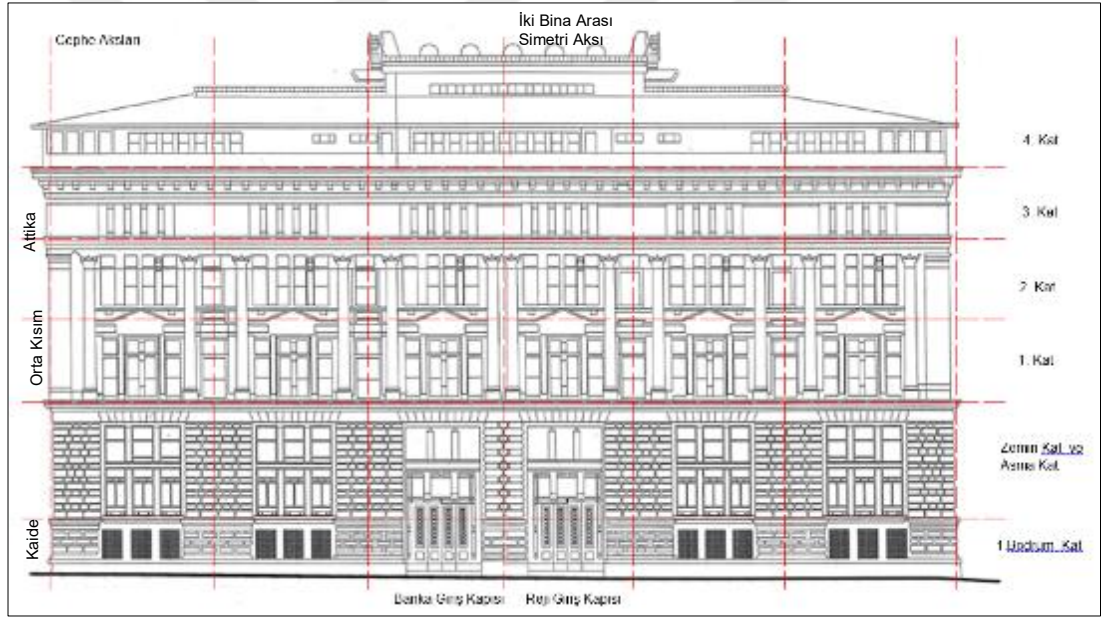 İki Bina Arası
Simetri Aksı
Cephe Aksları
4. Kat
3. Kat
2. Kat
1. Kat
Zemin Kat ve
Asma Kat
1.Bodrum. Kat
Attika
Orta Kısım
Kaide
Banka Giriş Kapısı
Reji Giriş Kapısı